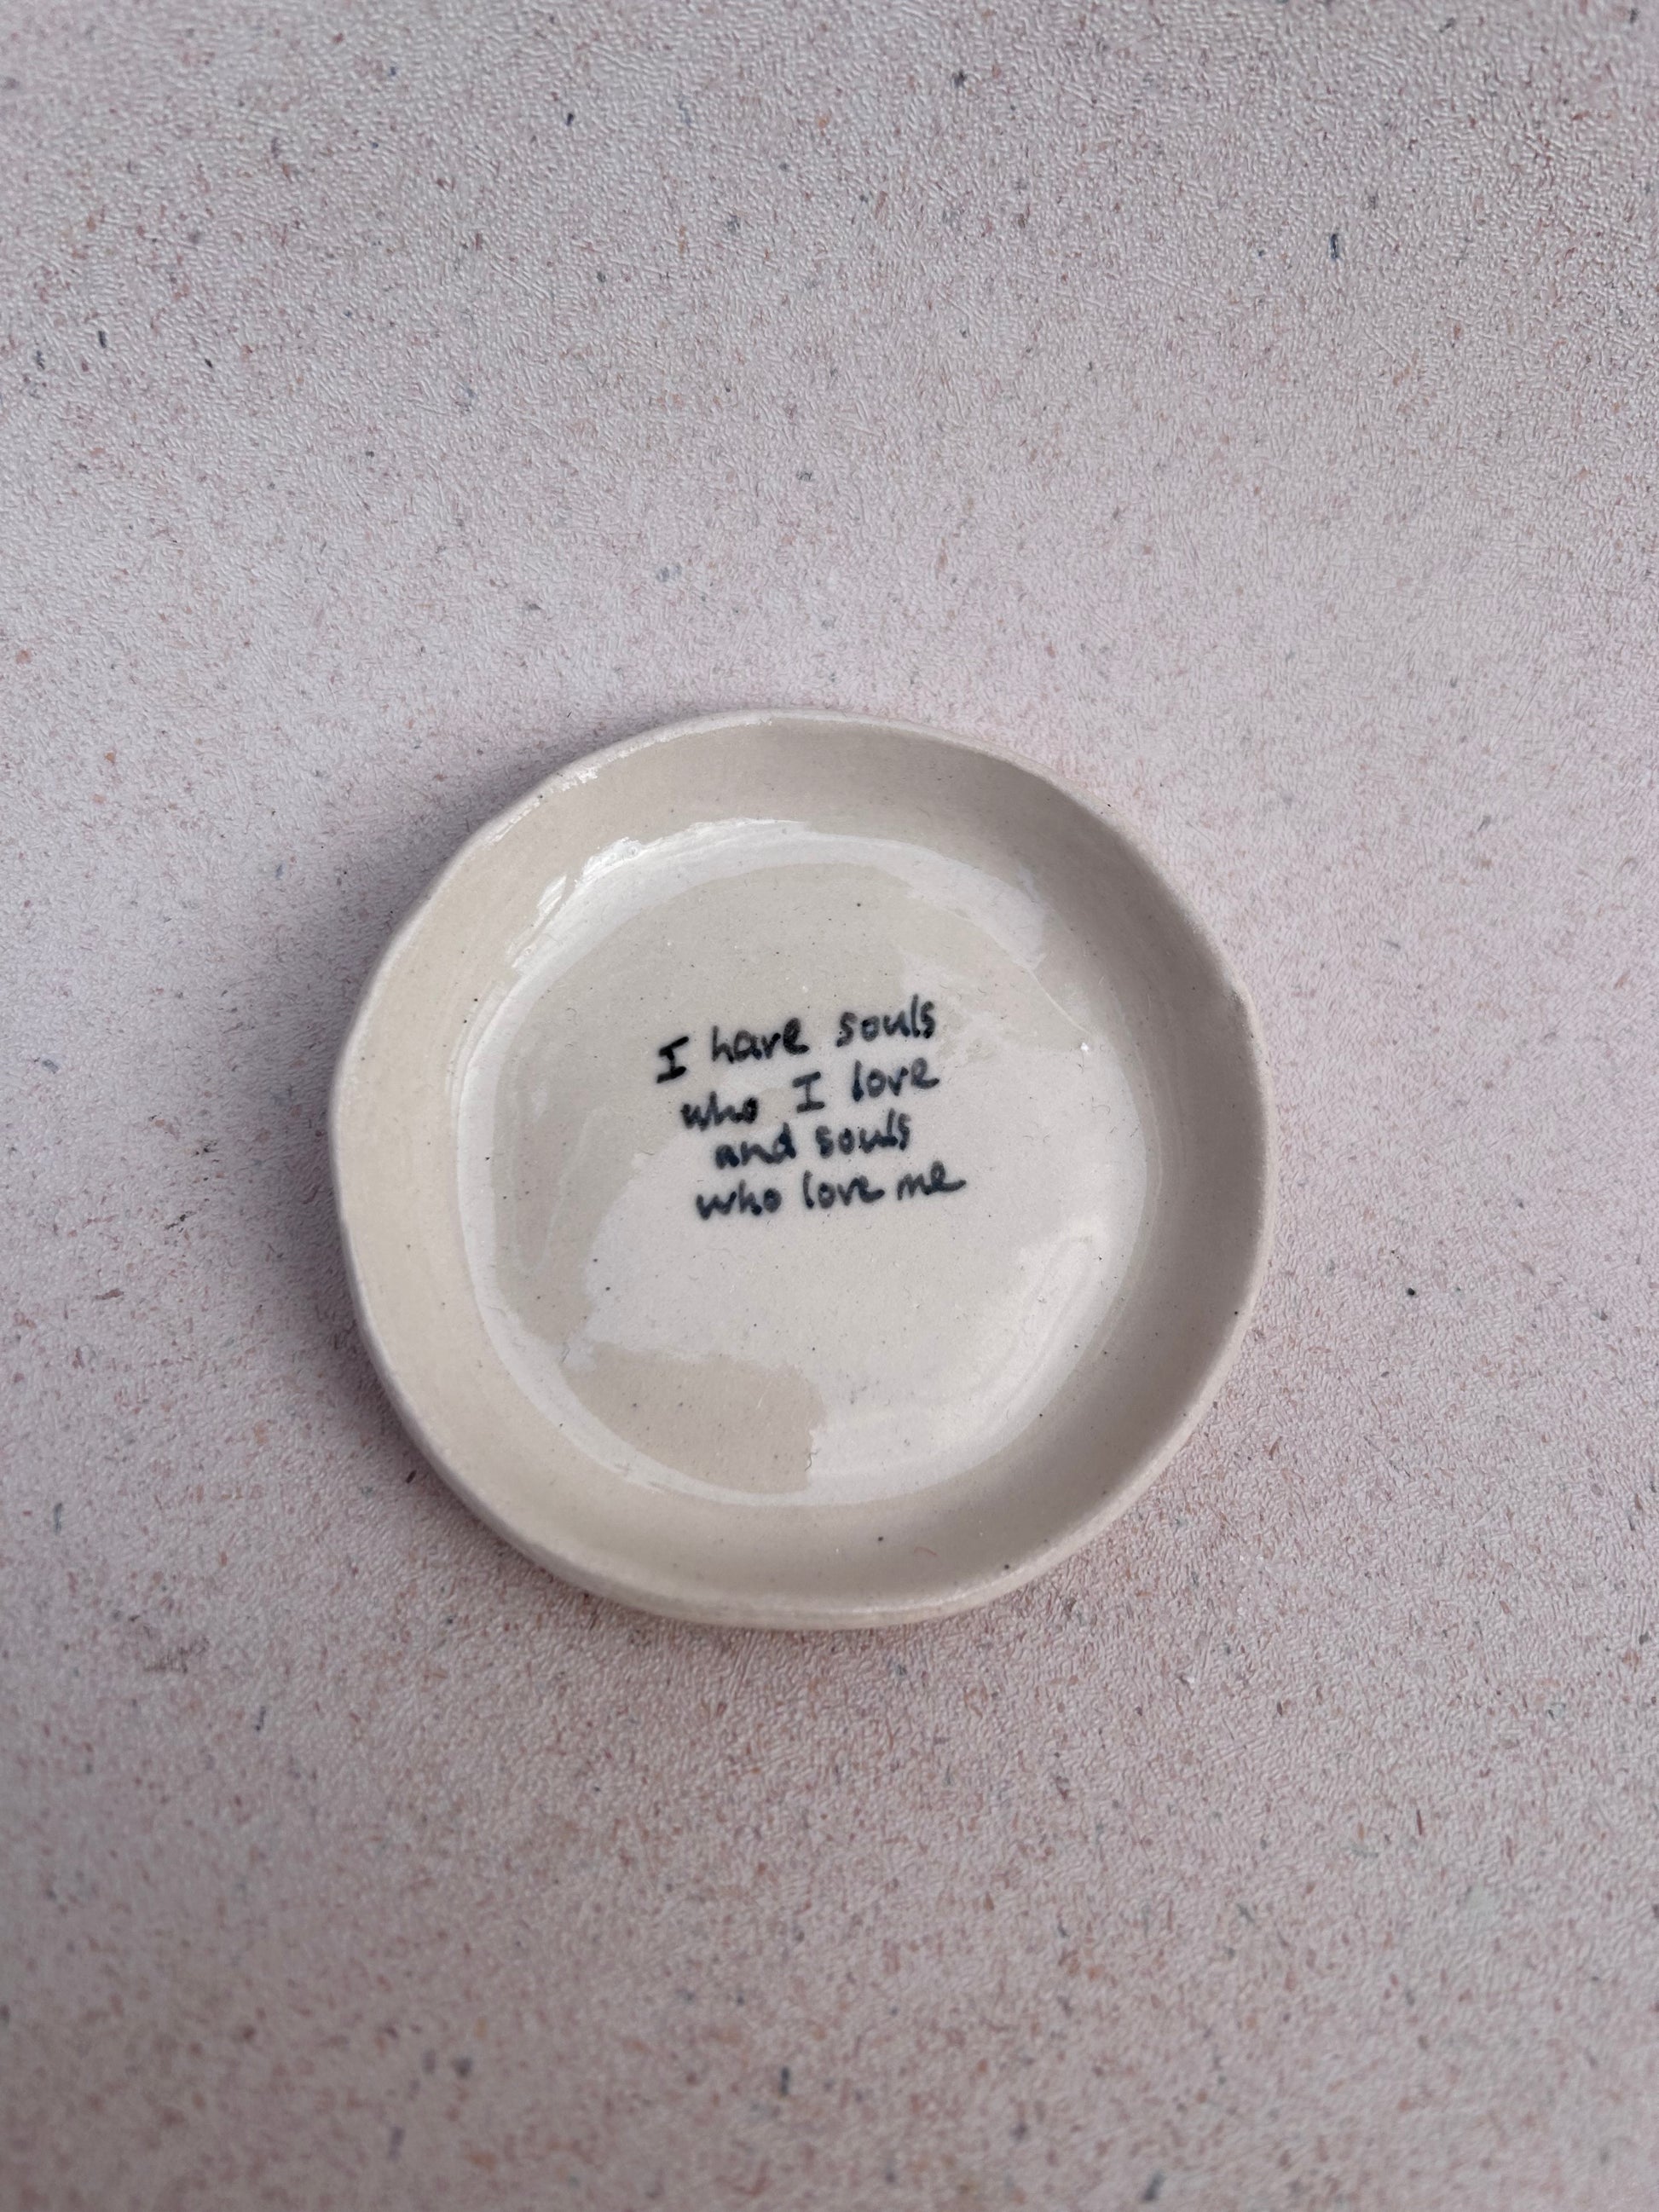 I have souls
who I love
and souls
who love me